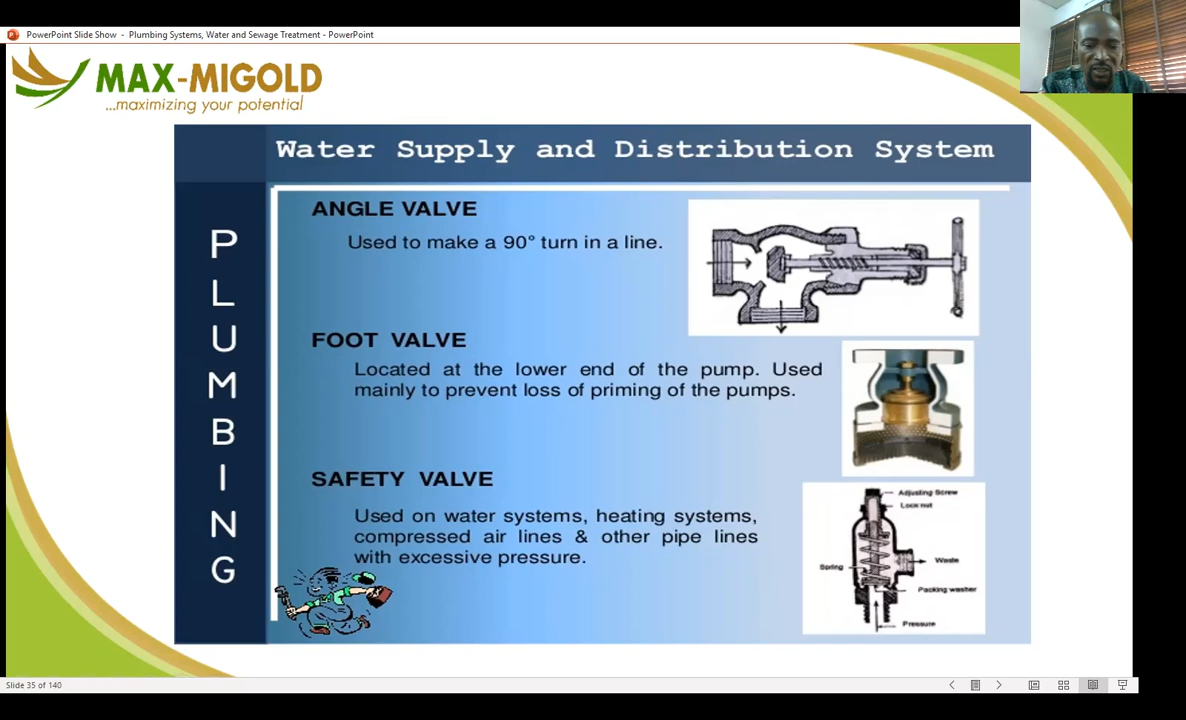 PowerPoint Slide Show - Plumbing Systems, Water and Sewage Treatment - PowerPoint
MAX-MIGOLD
...maximizing your potential
Water Supply and Distribution System
PLUMBING
ANGLE VALVE
Used to make a 90° turn in a line.
FOOT VALVE
Located at the lower end of the pump. Used
mainly to prevent loss of priming of the pumps.
SAFETY VALVE
Used on water systems, heating systems,
compressed air lines & other pipe lines
with excessive pressure.
Adjusting Screw
Lock nut
Waste
Spring
Packing washer
Pressure
Slide 35 of 140